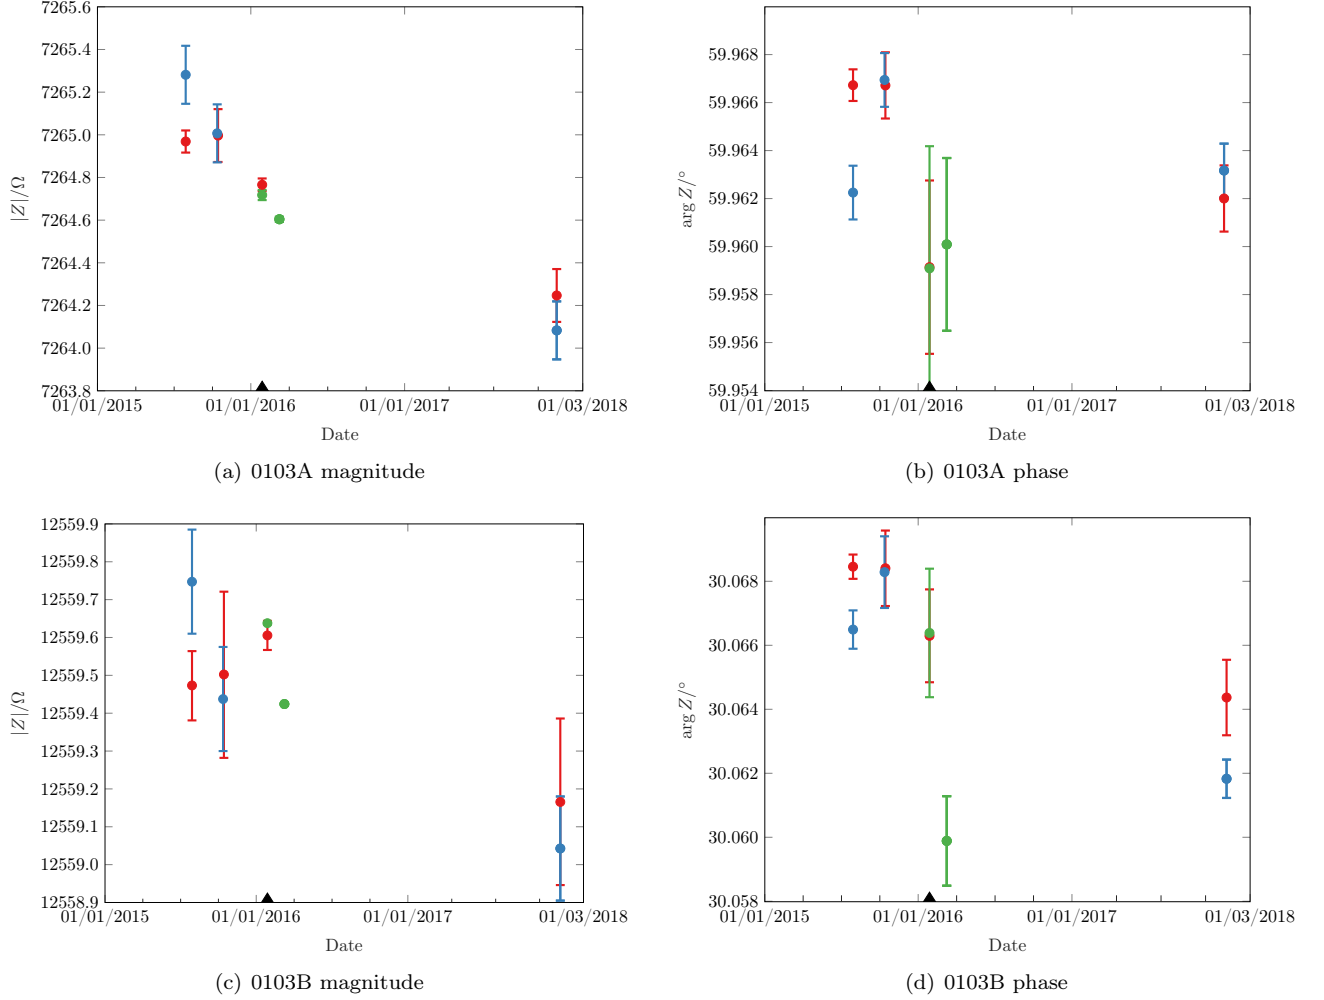 7265.6
7265.4
7265.2
7265.0
7264.8
7264.6
7264.4
7264.2
7264.0
7263.8
|Z|/Ω
01/01/2015 01/01/2016 01/01/2017 01/03/2018
Date
(a) 0103A magnitude
59.968
59.966
59.964
59.962
59.960
59.958
59.956
59.954
arg Z/°
01/01/2015 01/01/2016 01/01/2017 01/03/2018
Date
(b) 0103A phase
12559.9
12559.8
12559.7
12559.6
12559.5
12559.4
12559.3
12559.2
12559.1
12559.0
12558.9
|Z|/Ω
01/01/2015 01/01/2016 01/01/2017 01/03/2018
Date
(c) 0103B magnitude
30.068
30.066
30.064
30.062
30.060
30.058
arg Z/°
01/01/2015 01/01/2016 01/01/2017 01/03/2018
Date
(d) 0103B phase